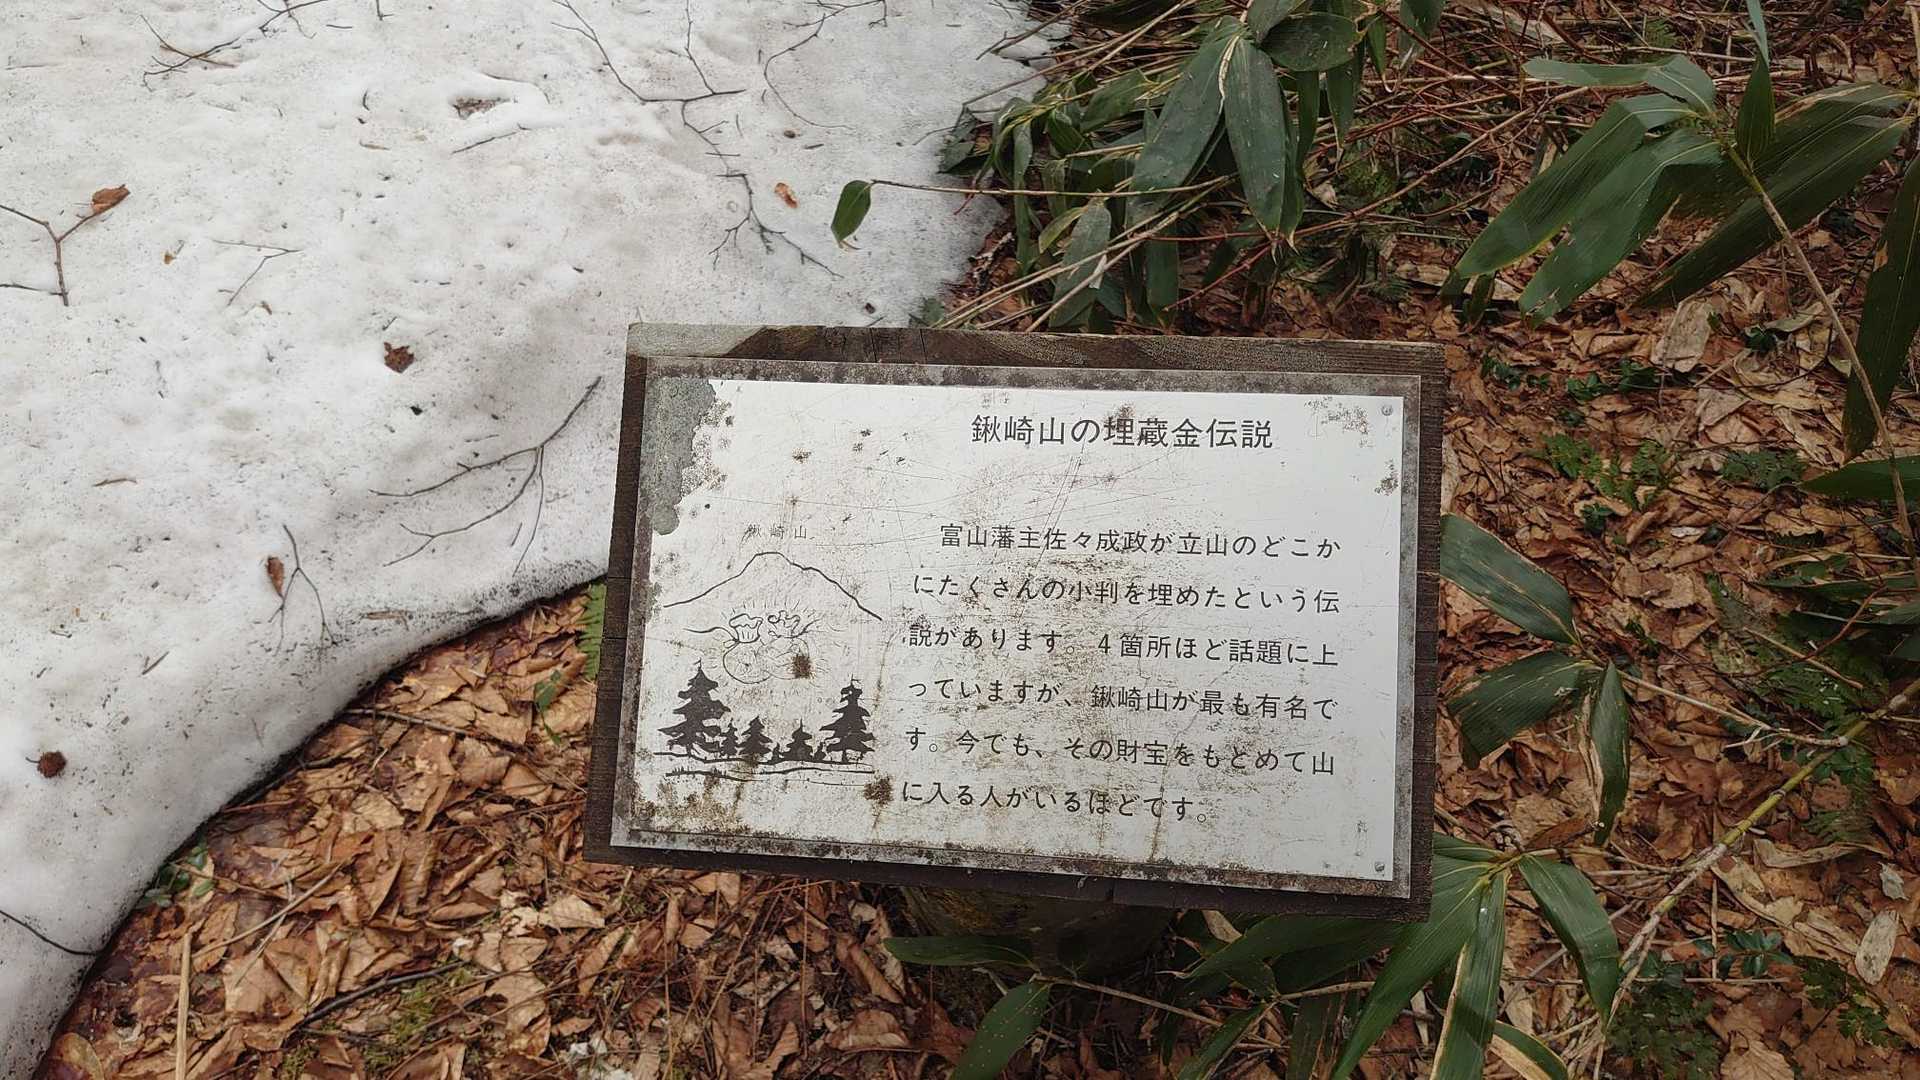 鍬崎山の埋蔵金伝説
鍬崎山
富山藩主佐々成政が立山のどこか
にたくさんの小判を埋めたという伝
説があります。4箇所ほど話題に上
っていますが、鍬崎山が最も有名で
す。今ても、その財宝をもとめて山
に入る人がいるほどです。